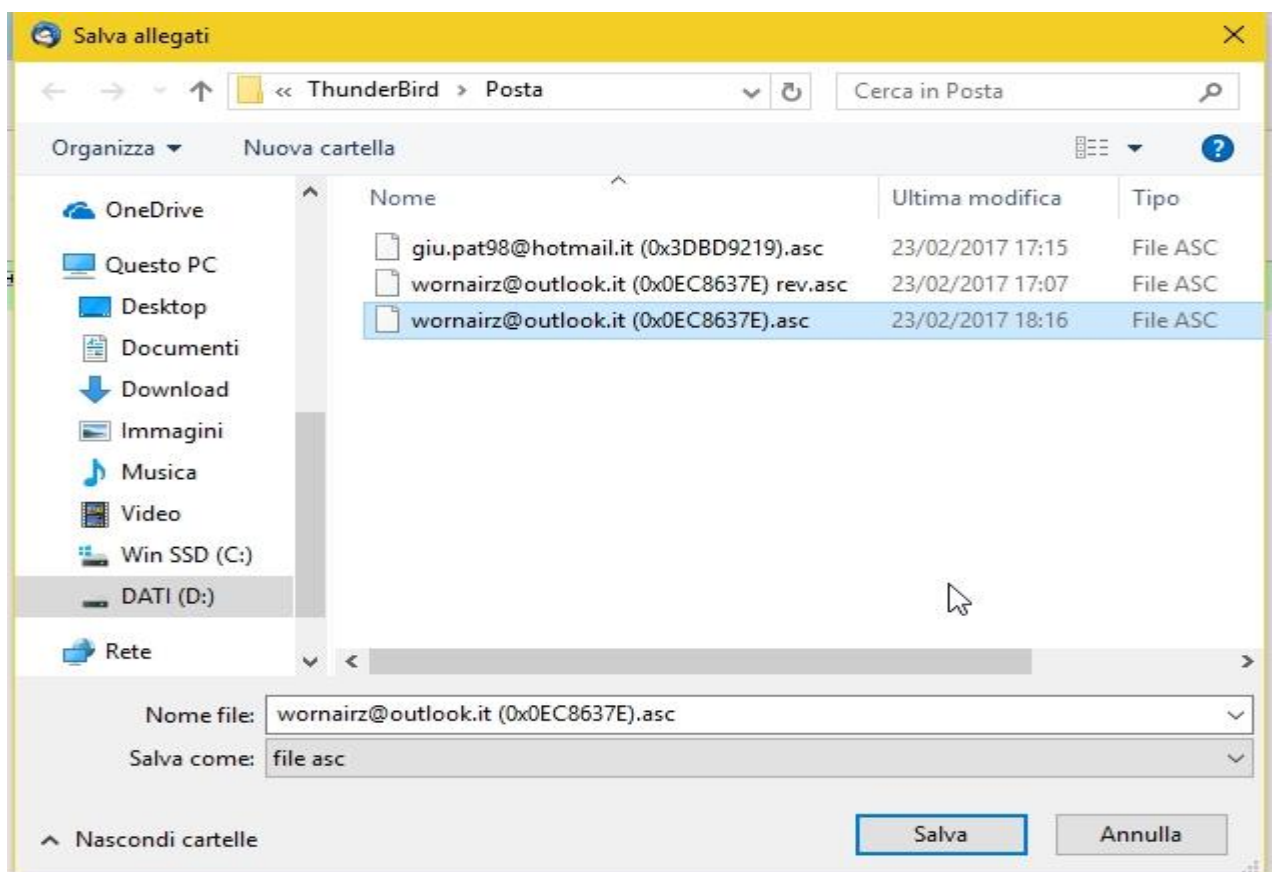 Salva allegati
« ThunderBird > Posta
Cerca in Posta
Organizza
Nuova cartella
Nome Ultima modifica Tipo
OneDrive
Questo PC
Desktop
Documenti
Download
Immagini
Musica
Video
Win SSD (C:)
DATI (D:)
Rete
giu.pat98@hotmail.it (0x3DBD9219).asc 23/02/2017 17:15 File ASC
wornairz@outlook.it (0x0EC8637E) rev.asc 23/02/2017 17:07 File ASC
wornairz@outlook.it (0x0EC8637E).asc 23/02/2017 18:16 File ASC
Nome file: wornairz@outlook.it (0x0EC8637E).asc
Salva come: file asc
Nascondi cartelle
Salva
Annulla